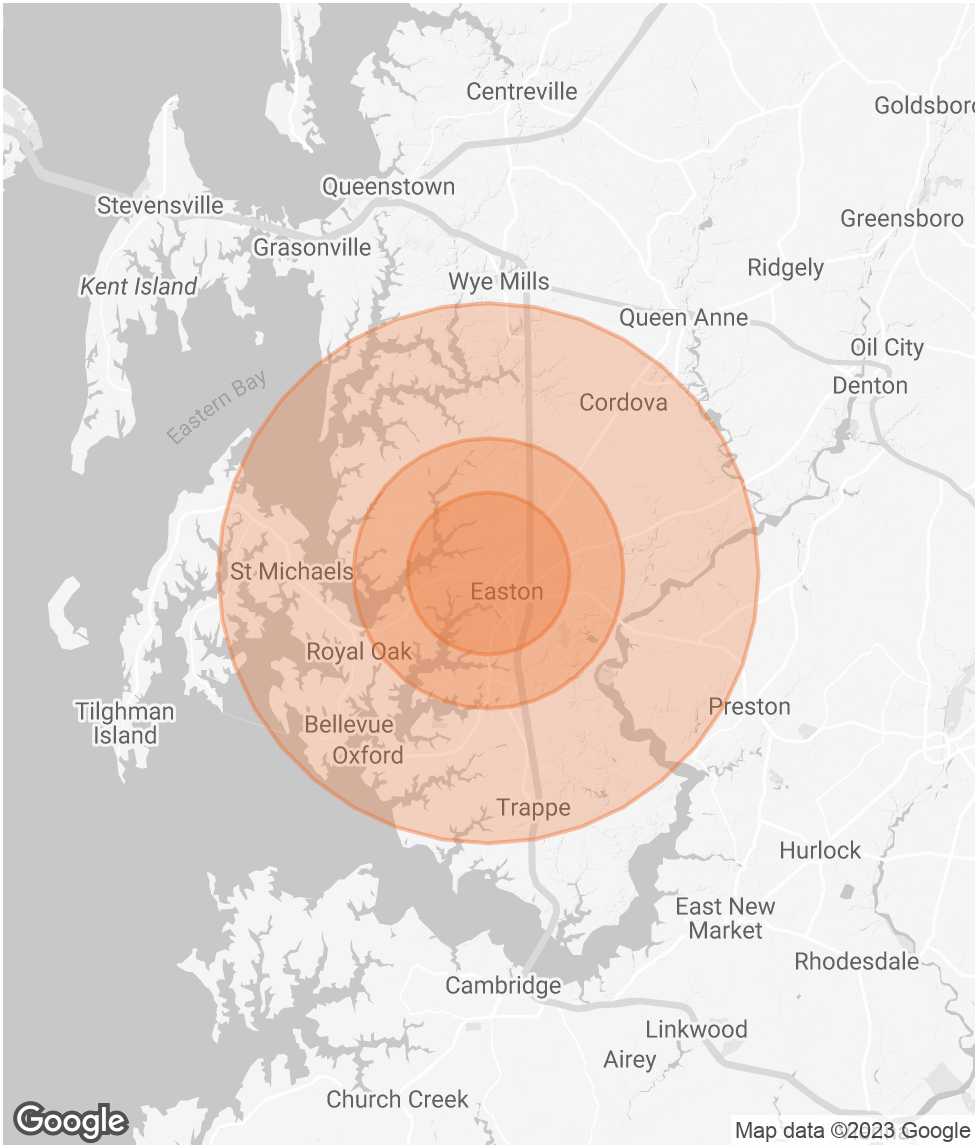 Centreville
Goldsboro
Queenstown
Stevensville
Greensboro
Grasonville
Ridgely
Kent Island
Wye Mills
Queen Anne
Oil City
Denton
Eastern Bay
Cordova
St Michaels
Easton
Royal Oak
Preston
Tilghman
Island
Bellevue
Oxford
Trappe
Hurlock
East New
Market
Rhodesdale
Cambridge
Linkwood
Airey
Church Creek
Google
Map data ©2023 Google